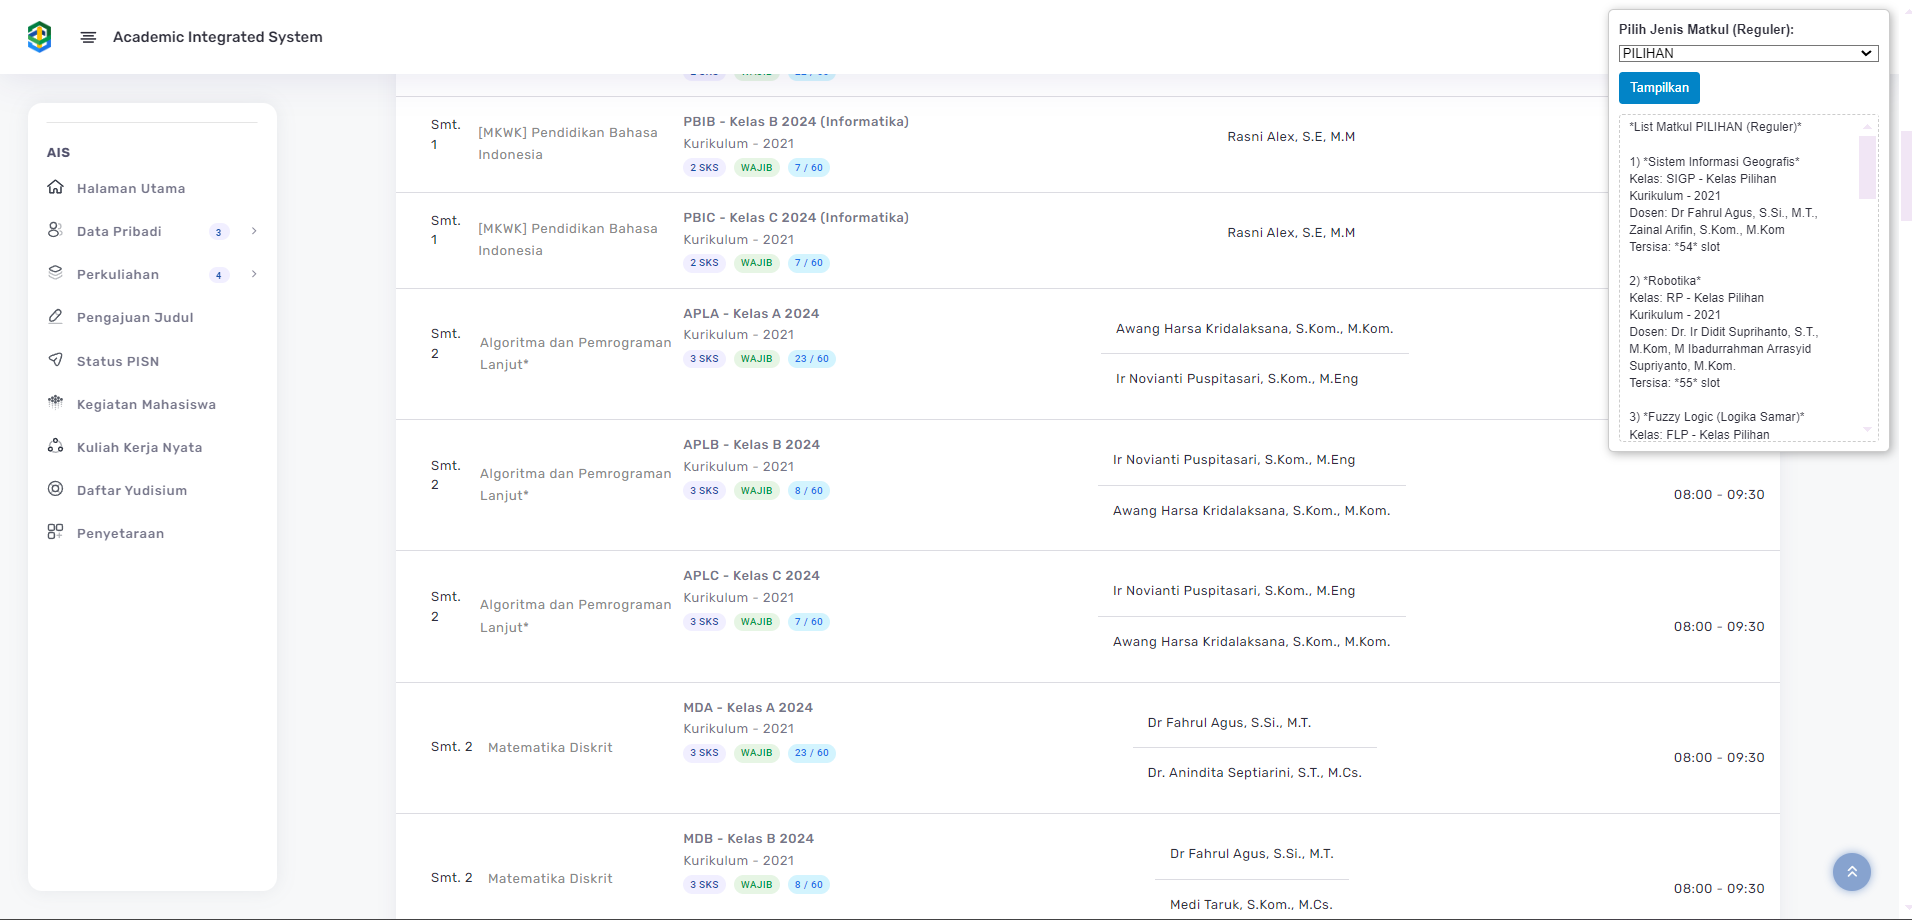 Academic Integrated System
AIS
Halaman Utama
Data Pribadi
3
Perkuliahan
4
Pengajuan Judul
Status PISN
Kegiatan Mahasiswa
Kuliah Kerja Nyata
Daftar Yudisium
Penyetaraan
Smt. 1
[MKWK] Pendidikan Bahasa Indonesia
PBIB - Kelas B 2024 (Informatika)
Kurikulum - 2021
2 SKS WAJIB 7 / 60
Rasni Alex, S.E, M.M
Smt. 1
[MKWK] Pendidikan Bahasa Indonesia
PBIC - Kelas C 2024 (Informatika)
Kurikulum - 2021
2 SKS WAJIB 7 / 60
Rasni Alex, S.E, M.M
Smt. 2
Algoritma dan Pemrograman Lanjut*
APLA - Kelas A 2024
Kurikulum - 2021
3 SKS WAJIB 23 / 60
Awang Harsa Kridalaksana, S.Kom., M.Kom.
Ir Novianti Puspitasari, S.Kom., M.Eng
Smt. 2
Algoritma dan Pemrograman Lanjut*
APLB - Kelas B 2024
Kurikulum - 2021
3 SKS WAJIB 8 / 60
Ir Novianti Puspitasari, S.Kom., M.Eng
Awang Harsa Kridalaksana, S.Kom., M.Kom.
08:00 - 09:30
Smt. 2
Algoritma dan Pemrograman Lanjut*
APLC - Kelas C 2024
Kurikulum - 2021
3 SKS WAJIB 7 / 60
Ir Novianti Puspitasari, S.Kom., M.Eng
Awang Harsa Kridalaksana, S.Kom., M.Kom.
08:00 - 09:30
Smt. 2
Matematika Diskrit
MDA - Kelas A 2024
Kurikulum - 2021
3 SKS WAJIB 23 / 60
Dr Fahrul Agus, S.Si., M.T.
Dr. Anindita Septiarini, S.T., M.Cs.
08:00 - 09:30
Smt. 2
Matematika Diskrit
MDB - Kelas B 2024
Kurikulum - 2021
3 SKS WAJIB 8 / 60
Dr Fahrul Agus, S.Si., M.T.
Medi Taruk, S.Kom., M.Cs.
08:00 - 09:30
Pilih Jenis Matkul (Reguler):
PILIHAN
Tampilkan
*List Matkul PILIHAN (Reguler)*
1) *Sistem Informasi Geografis*
Kelas: SIGP - Kelas Pilihan
Kurikulum - 2021
Dosen: Dr Fahrul Agus, S.Si., M.T.,
Zainal Arifin, S.Kom., M.Kom
Tersisa: *54* slot
2) *Robotika*
Kelas: RP - Kelas Pilihan
Kurikulum - 2021
Dosen: Dr. Ir Didit Suprihanto, S.T.,
M.Kom, M Ibadurrahman Arrasyid
Supriyanto, M.Kom.
Tersisa: *55* slot
3) *Fuzzy Logic (Logika Samar)*
Kelas: FLP - Kelas Pilihan